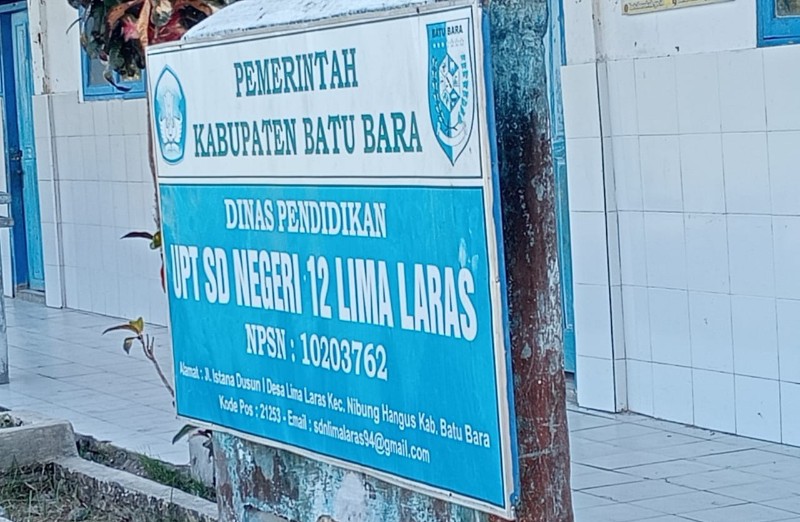 PEMERINTAH
KABUPATEN BATU BARA
BATU BARA
DINAS PENDIDIKAN
UPT SD NEGERI 12 LIMA LARAS
NPSN : 10203762
Alamat : Jl. Istana Dusun I Desa Lima Laras Kec. Nibung Hangus Kab. Batu Bara
Kode Pos : 21253 - Email : sdnlimalaras94@gmail.com